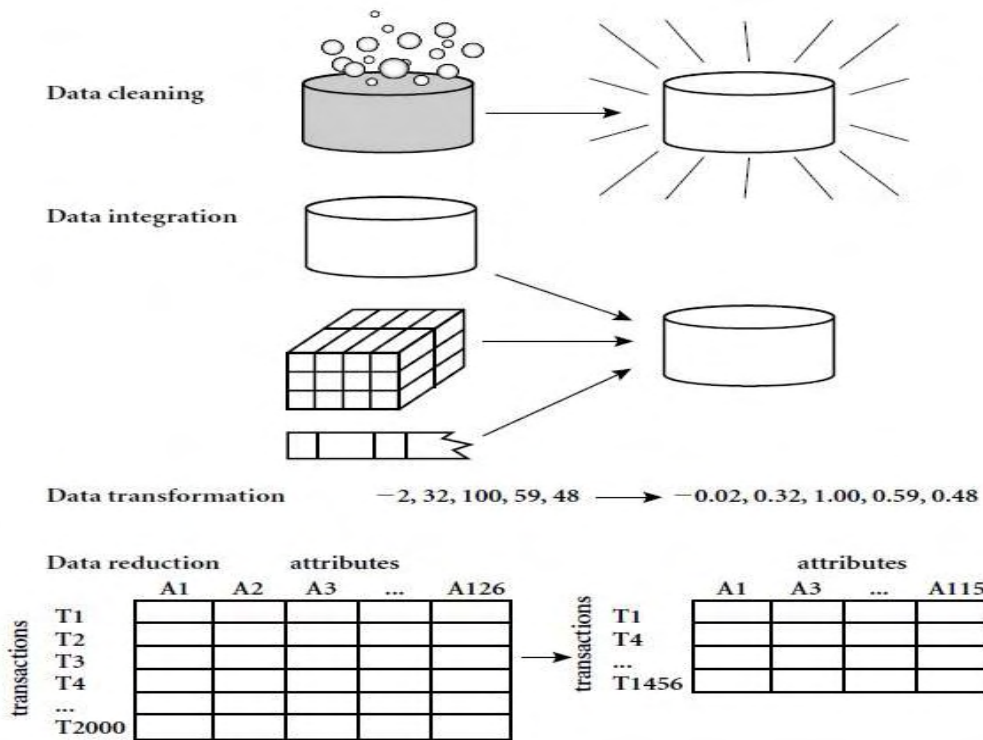 Data cleaning
Data integration
Data transformation −2, 32, 100, 59, 48 −0.02, 0.32, 1.00, 0.59, 0.48
Data reduction attributes attributes
A1 A2 A3 ... A126 A1 A3 ... A115
transactions transactions
T1 T1
T2 T4
T3 ...
T4 T1456
...
T2000